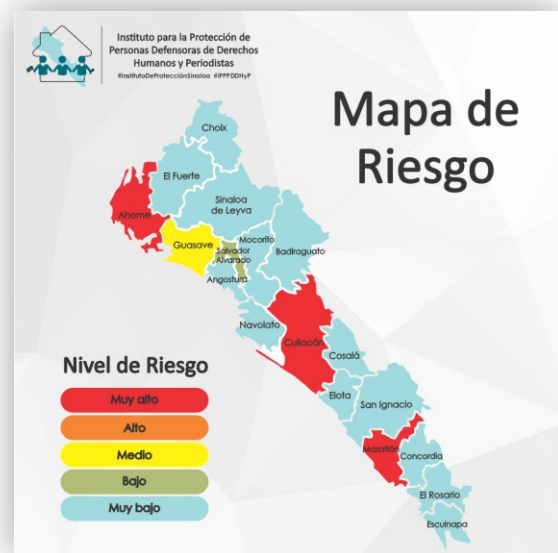 Instituto para la Protección de
Personas Defensoras de Derechos
Humanos y Periodistas
#InstitutoDeProtecciónSinaloa #IPPPDDHyP
Mapa de
Riesgo
Choix
El Fuerte
Ahome
Sinaloa
de Leyva
Guasave
Mocorito
Salvador
Alvarado
Badiraguato
Angostura
Navolato
Culiacán
Cosalá
Elota
San Ignacio
Mazatlán
Concordia
El Rosario
Escuinapa
Nivel de Riesgo
Muy alto
Alto
Medio
Bajo
Muy bajo